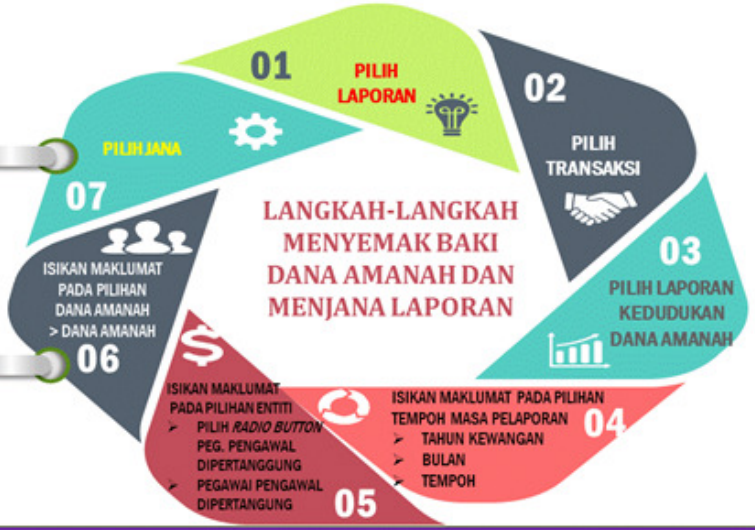 01
PILIH
LAPORAN
02
PILIH
TRANSAKSI
03
PILIH LAPORAN
KEDUDUKAN
DANA AMANAH
ISIKAN MAKLUMAT PADA PILIHAN
TEMPOH MASA PELAPORAN
04
➢ TAHUN KEWANGAN
➢ BULAN
➢ TEMPOH
ISIKAN MAKLUMAT
PADA PILIHAN ENTITI
➢ PILIH RADIO BUTTON
PEG. PENGAWAL
DIPERTANGGUNG
➢ PEGAWAI PENGAWAL
DIPERTANGUNG
05
ISIKAN MAKLUMAT
PADA PILIHAN
DANA AMANAH
> DANA AMANAH
06
PILIH JANA
07
LANGKAH-LANGKAH
MENYEMAK BAKI
DANA AMANAH DAN
MENJANA LAPORAN